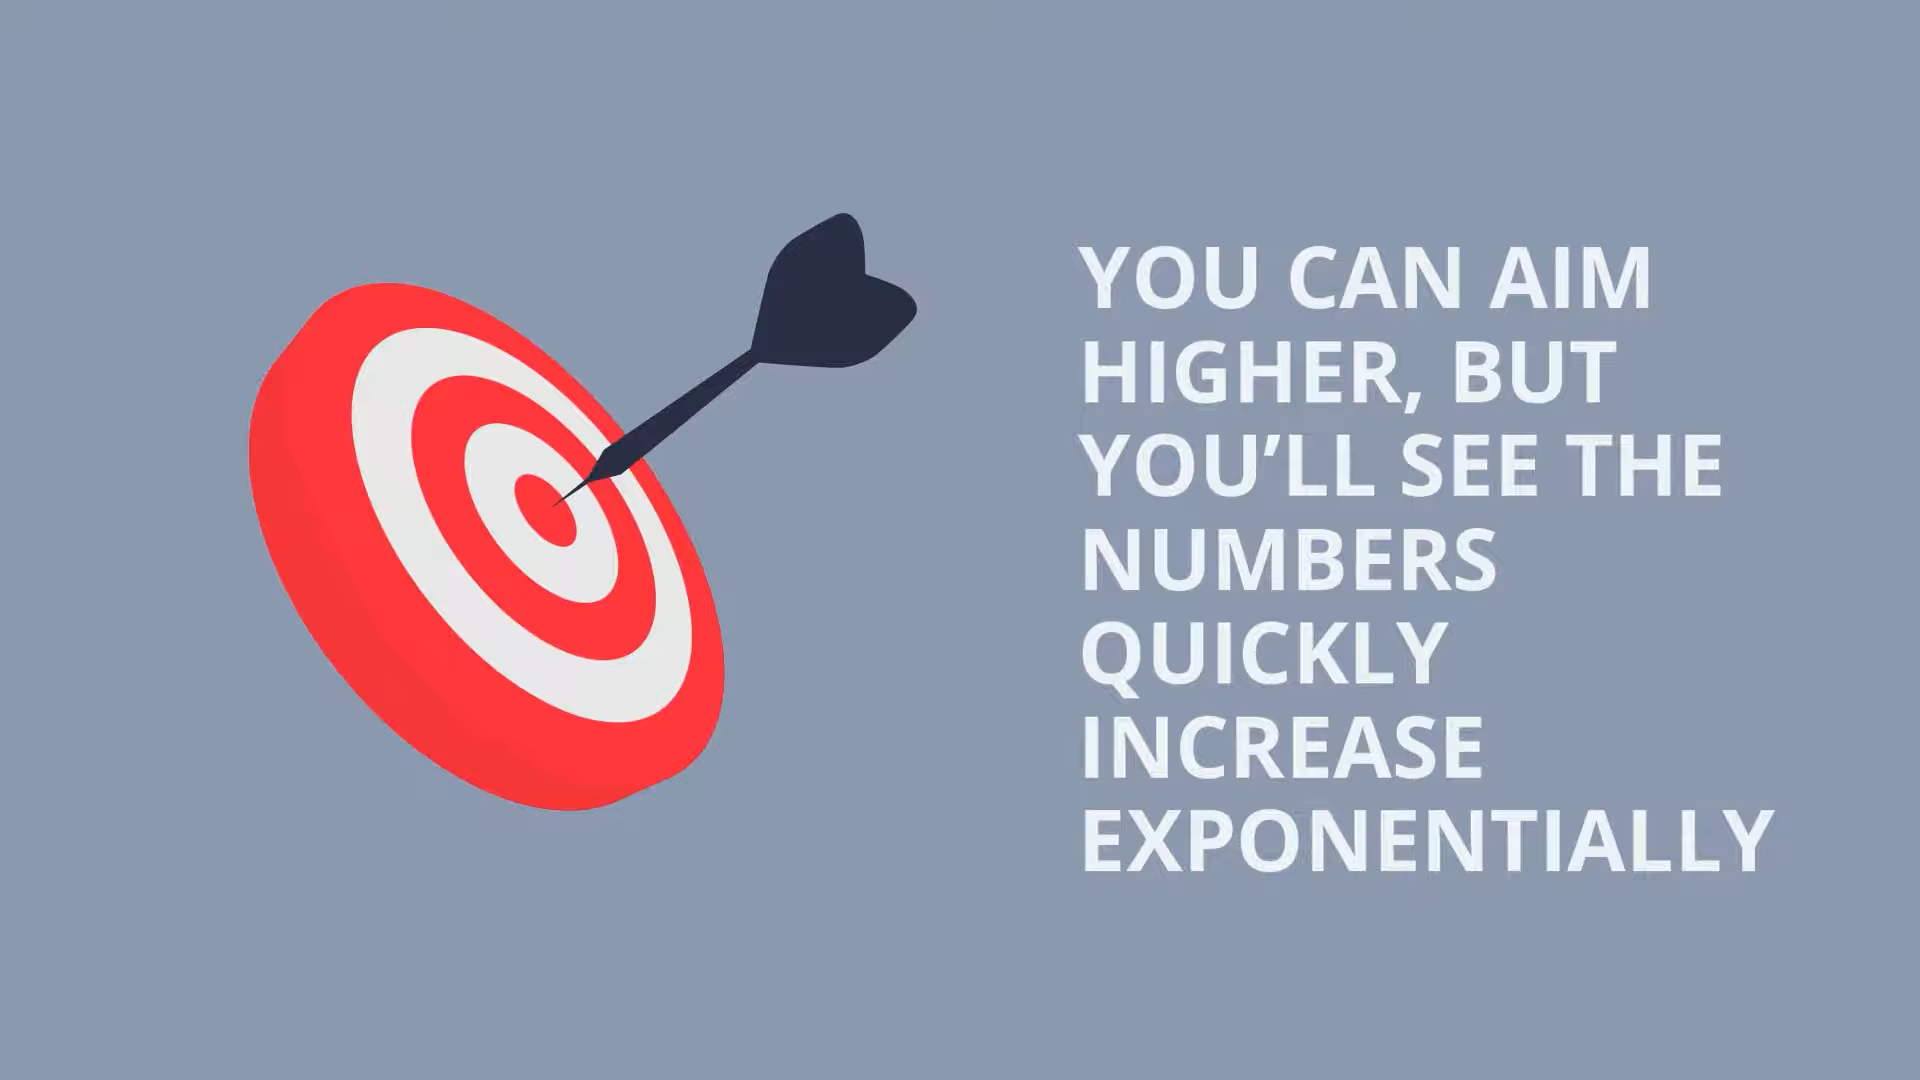 YOU CAN AIM
HIGHER, BUT
YOU’LL SEE THE
NUMBERS
QUICKLY
INCREASE
EXPONENTIALLY